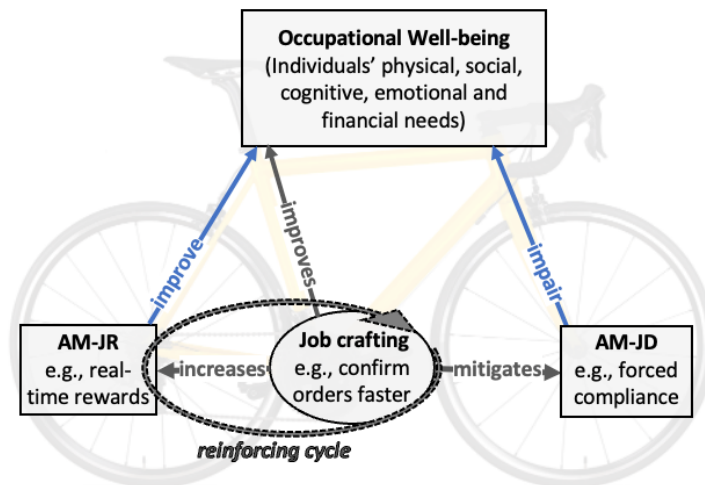 Occupational Well-being
(Individuals' physical, social,
cognitive, emotional and
financial needs)
improve
improves
impair
AM-JR
e.g., real-
time rewards
increases
Job crafting
e.g., confirm
orders faster
mitigates
AM-JD
e.g., forced
compliance
reinforcing cycle